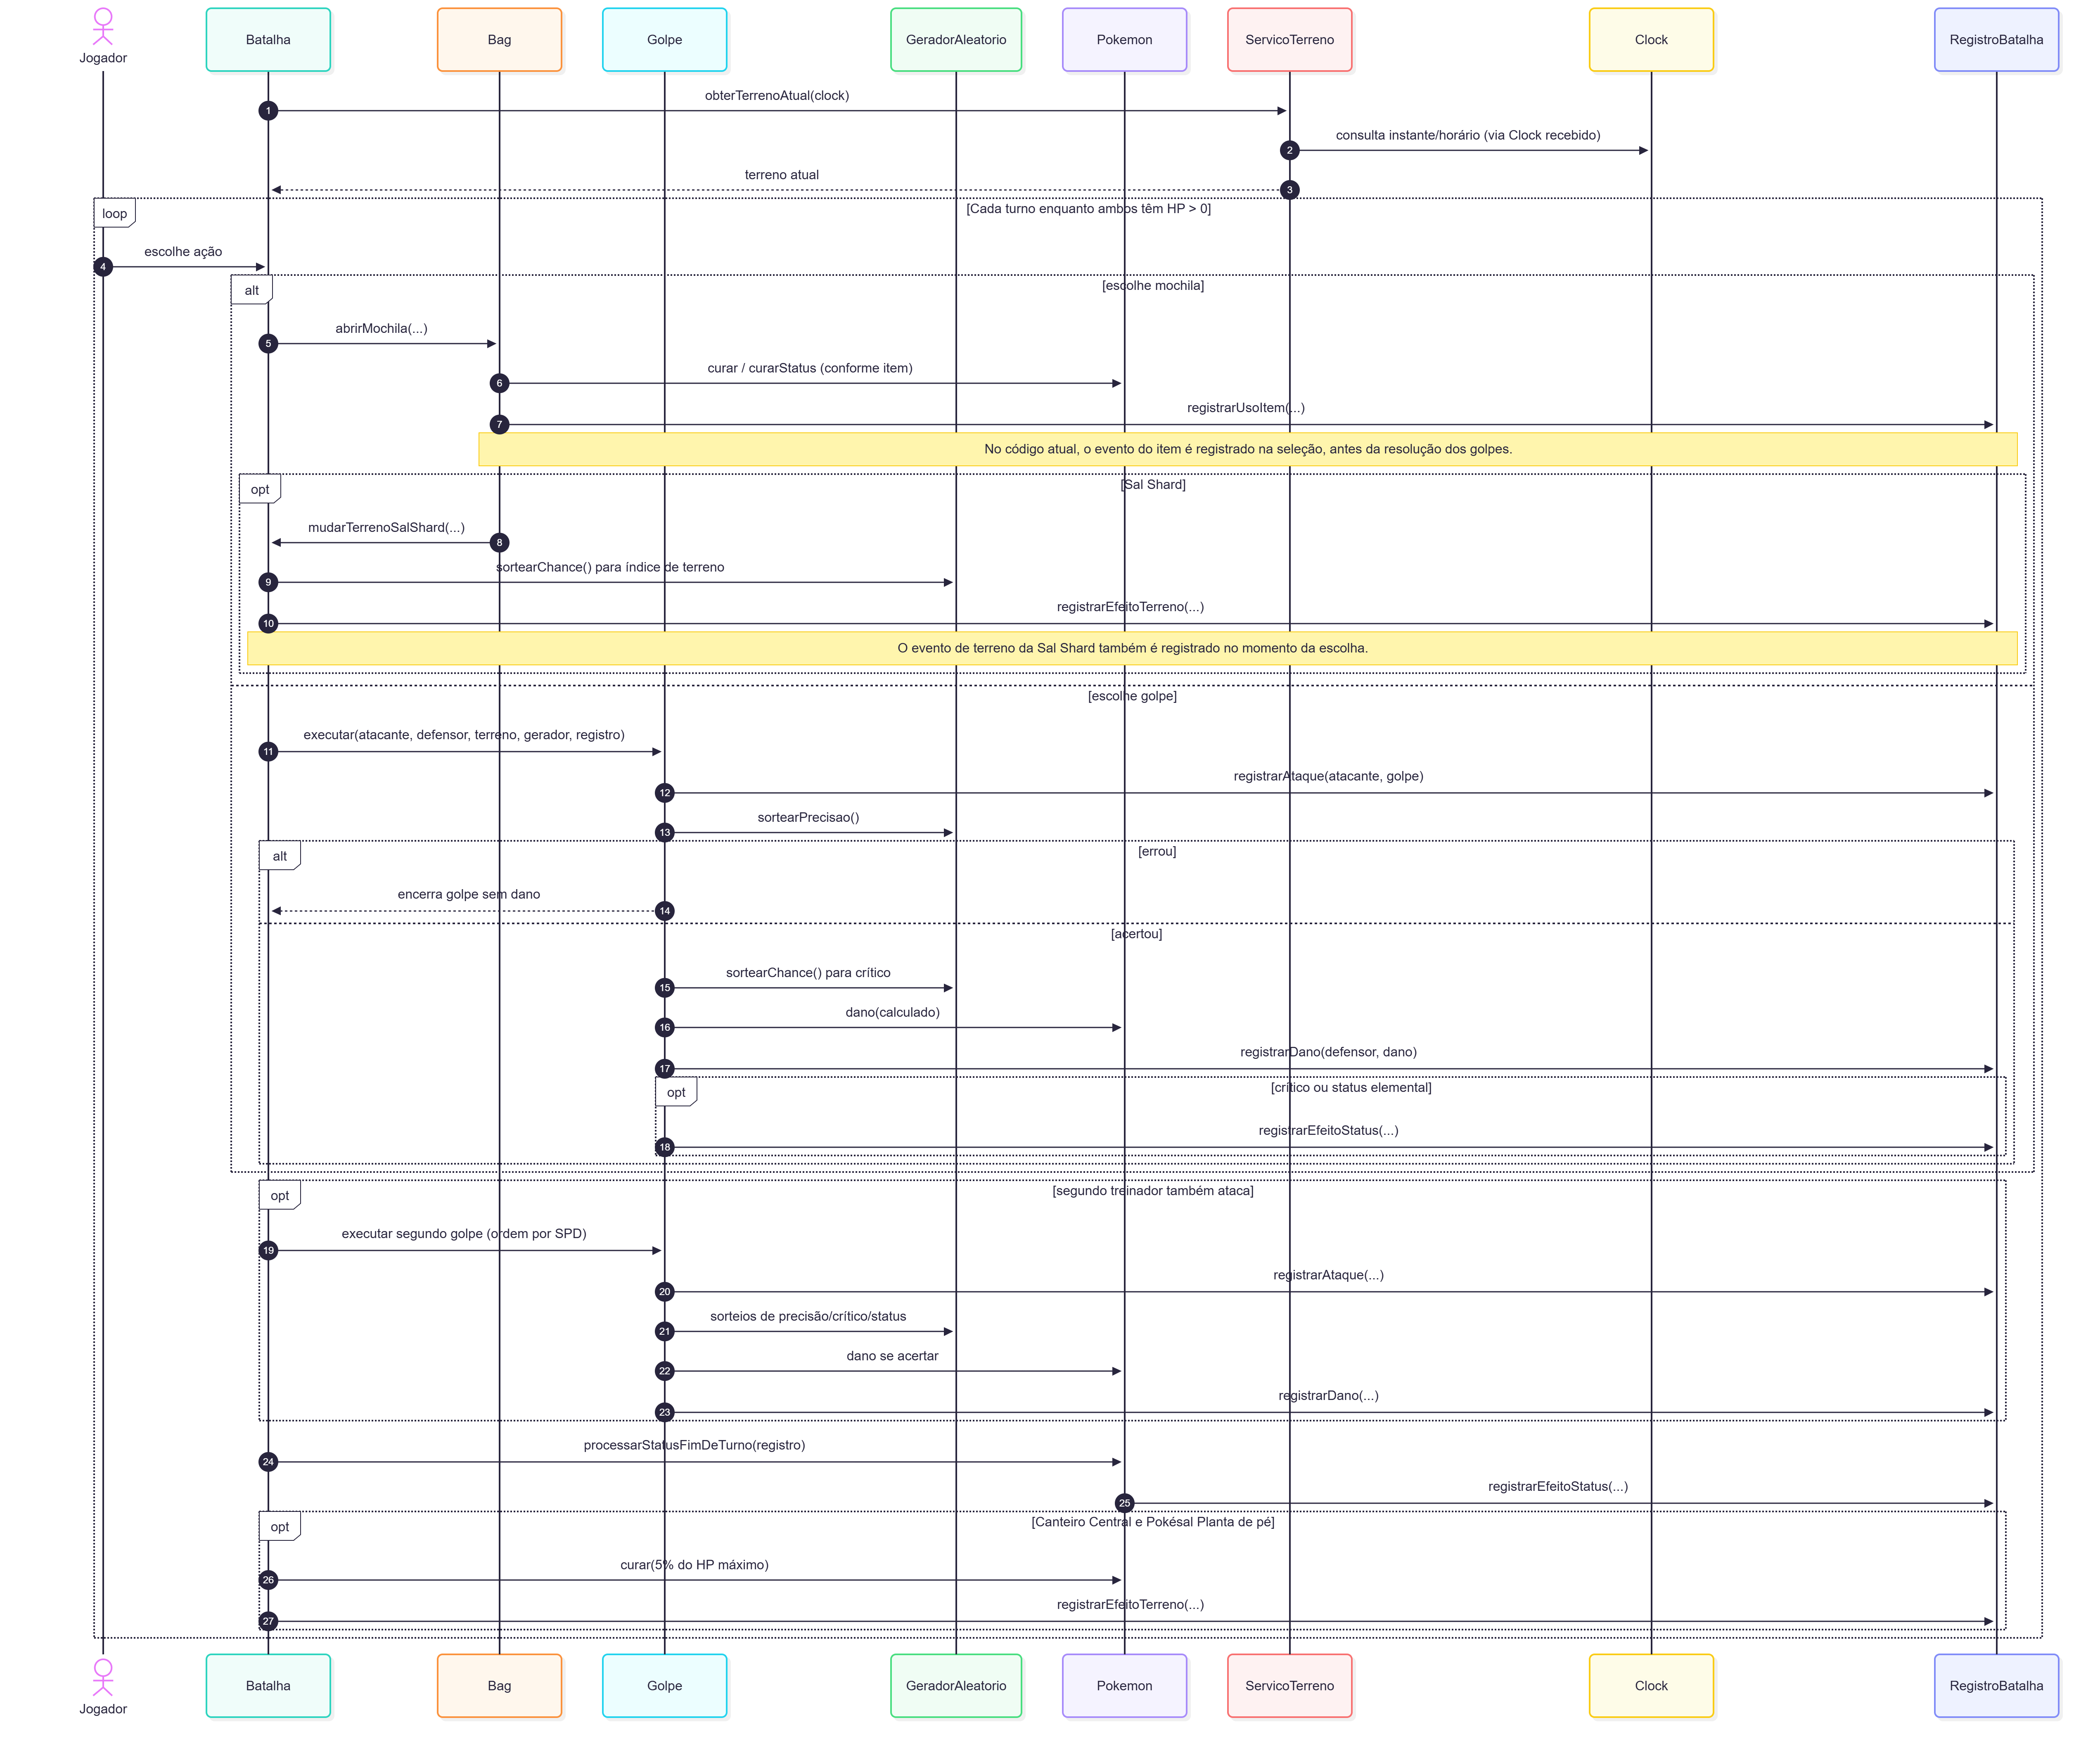 Jogador
Batalha
Bag
Golpe
GeradorAleatorio
Pokemon
ServicoTerreno
Clock
RegistroBatalha
obterTerrenoAtual(clock)
1
consulta instante/horário (via Clock recebido)
2
terreno atual
3
loop
[Cada turno enquanto ambos têm HP > 0]
escolhe ação
4
alt
[escolhe mochila]
abrirMochila(...)
5
curar / curarStatus (conforme item)
6
registrarUsoItem(...)
7
No código atual, o evento do item é registrado na seleção, antes da resolução dos golpes.
opt
[Sal Shard]
mudarTerrenoSalShard(...)
8
sortearChance() para índice de terreno
9
registrarEfeitoTerreno(...)
10
O evento de terreno da Sal Shard também é registrado no momento da escolha.
[escolhe golpe]
executar(atacante, defensor, terreno, gerador, registro)
11
registrarAtaque(atacante, golpe)
12
sortearPrecisao()
13
alt
[errou]
encerra golpe sem dano
14
[acertou]
sortearChance() para crítico
15
dano(calculado)
16
registrarDano(defensor, dano)
17
opt
[crítico ou status elemental]
registrarEfeitoStatus(...)
18
opt
[segundo treinador também ataca]
executar segundo golpe (ordem por SPD)
19
registrarAtaque(...)
20
sorteios de precisão/crítico/status
21
dano se acertar
22
registrarDano(...)
23
processarStatusFimDeTurno(registro)
24
registrarEfeitoStatus(...)
25
opt
[Canteiro Central e Pokésal Planta de pé]
curar(5% do HP máximo)
26
registrarEfeitoTerreno(...)
27
Jogador
Batalha
Bag
Golpe
GeradorAleatorio
Pokemon
ServicoTerreno
Clock
RegistroBatalha